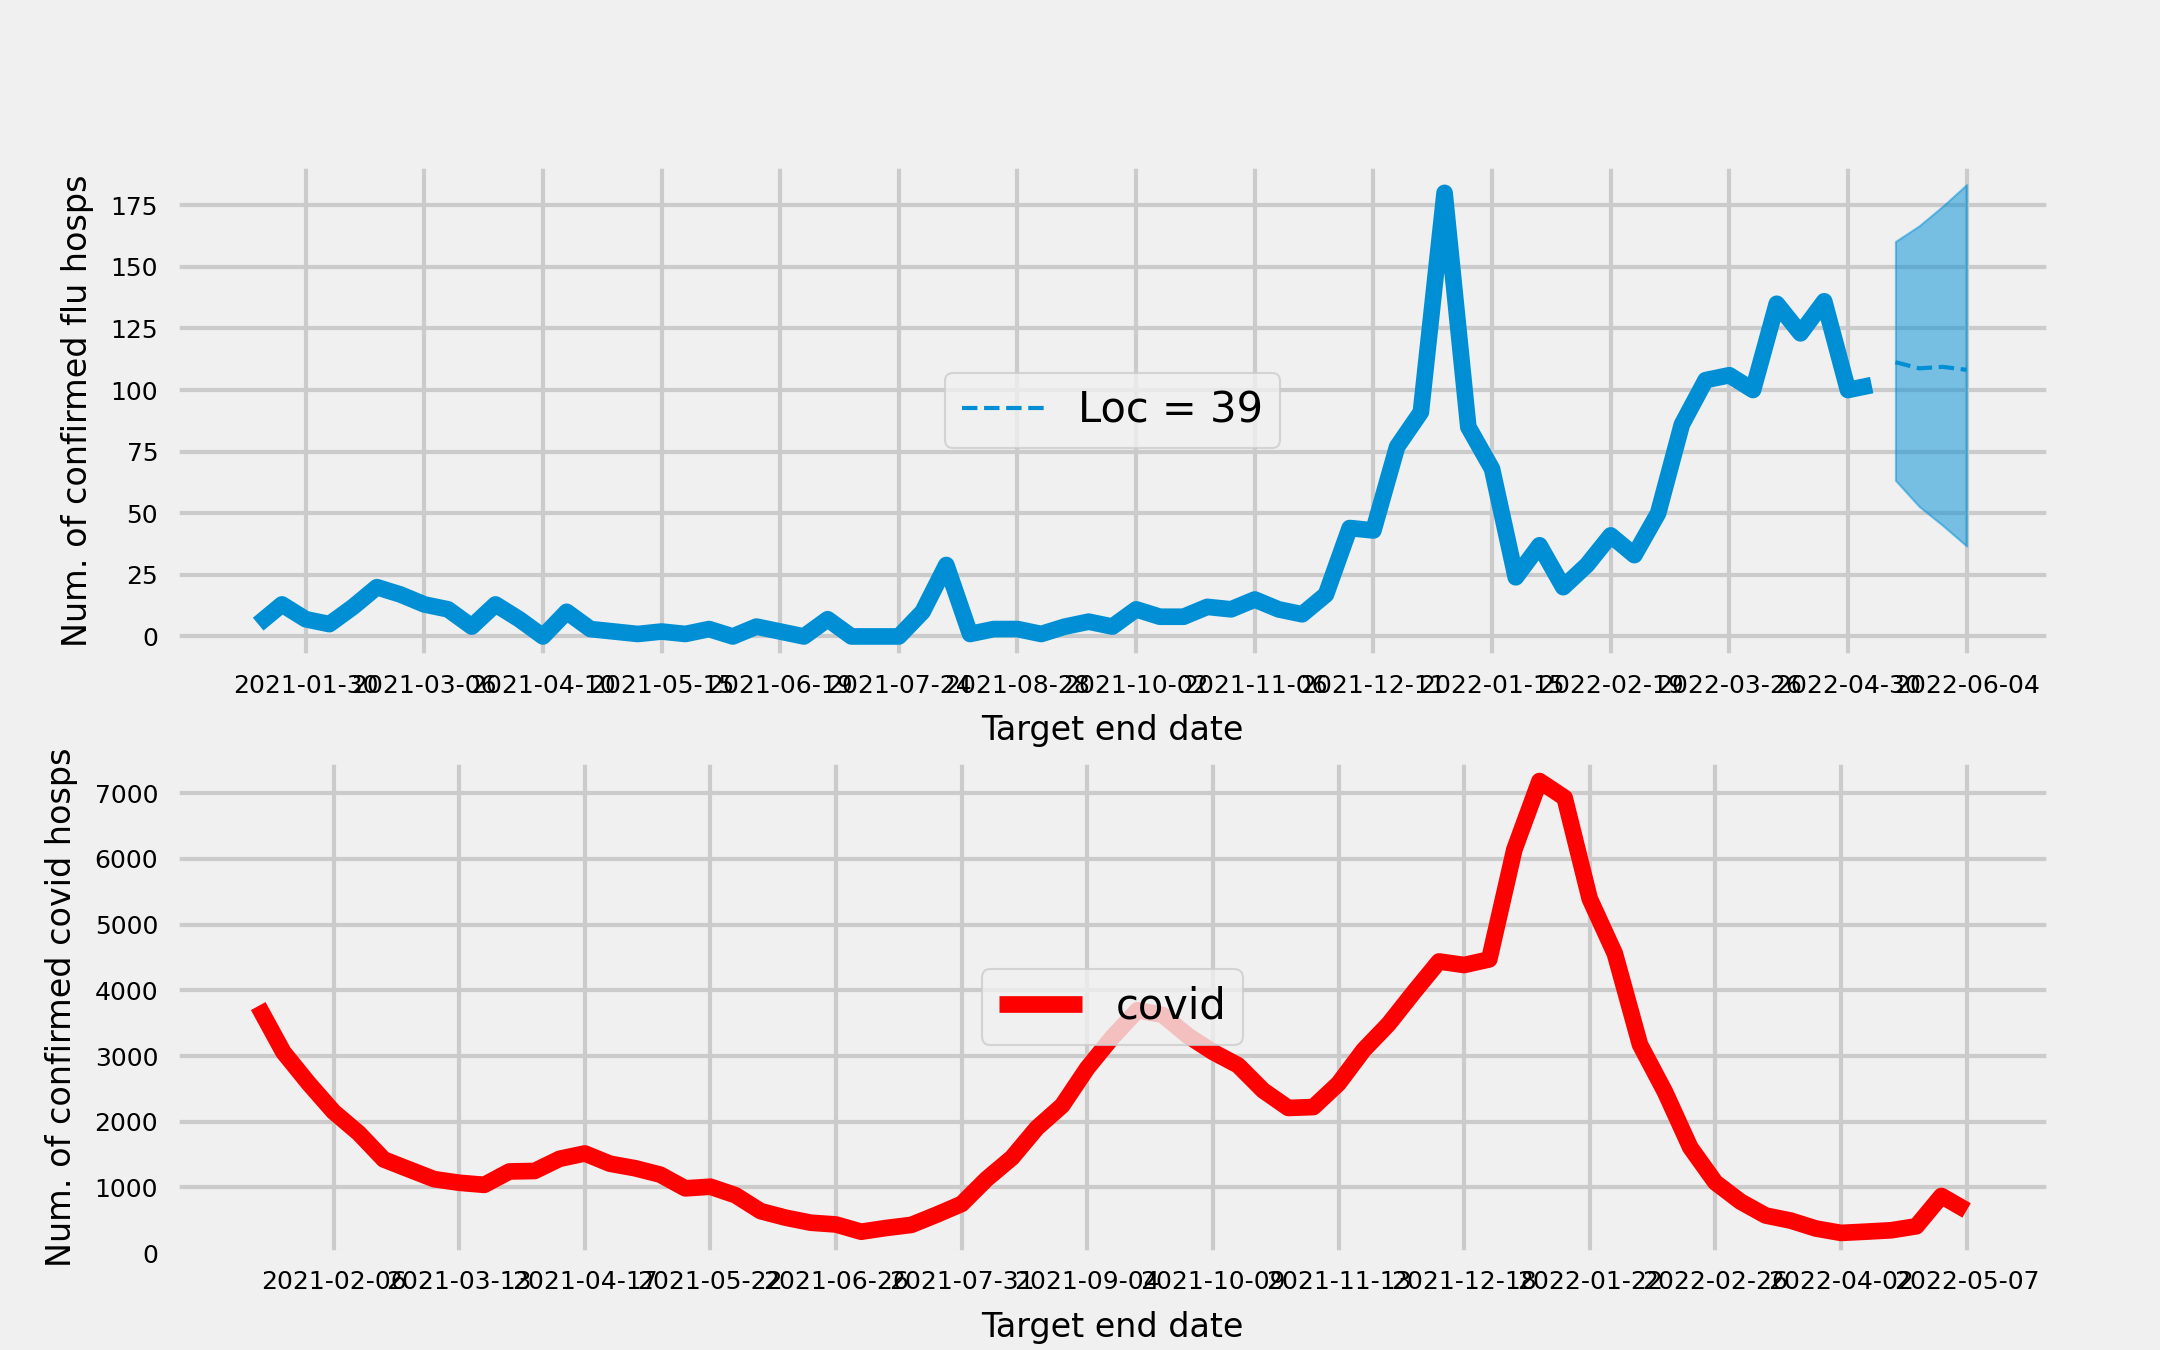 Num. of confirmed flu hosps
175
150
125
100
75
50
25
0
Loc = 39
2021-01-30 2021-03-06 2021-04-10 2021-05-15 2021-06-19 2021-07-24 2021-08-28 2021-10-02 2021-11-06 2021-12-11 2022-01-15 2022-02-19 2022-03-26 2022-04-30 2022-06-04
Target end date
Num. of confirmed covid hosps
7000
6000
5000
4000
3000
2000
1000
0
covid
2021-02-06 2021-03-13 2021-04-17 2021-05-22 2021-06-26 2021-07-31 2021-09-04 2021-10-09 2021-11-13 2021-12-18 2022-01-22 2022-02-26 2022-04-02 2022-05-07
Target end date